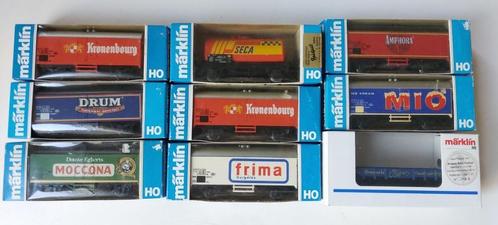 märklin
Kronenbourg
HO
märklin
SECA
HO
märklin
AMPHORA
HO
märklin
DRUM
HO
märklin
Kronenbourg
HO
märklin
MIO
HO
märklin
Douwe Egberts
MOCCONA
HO
märklin
frima
HO
märklin